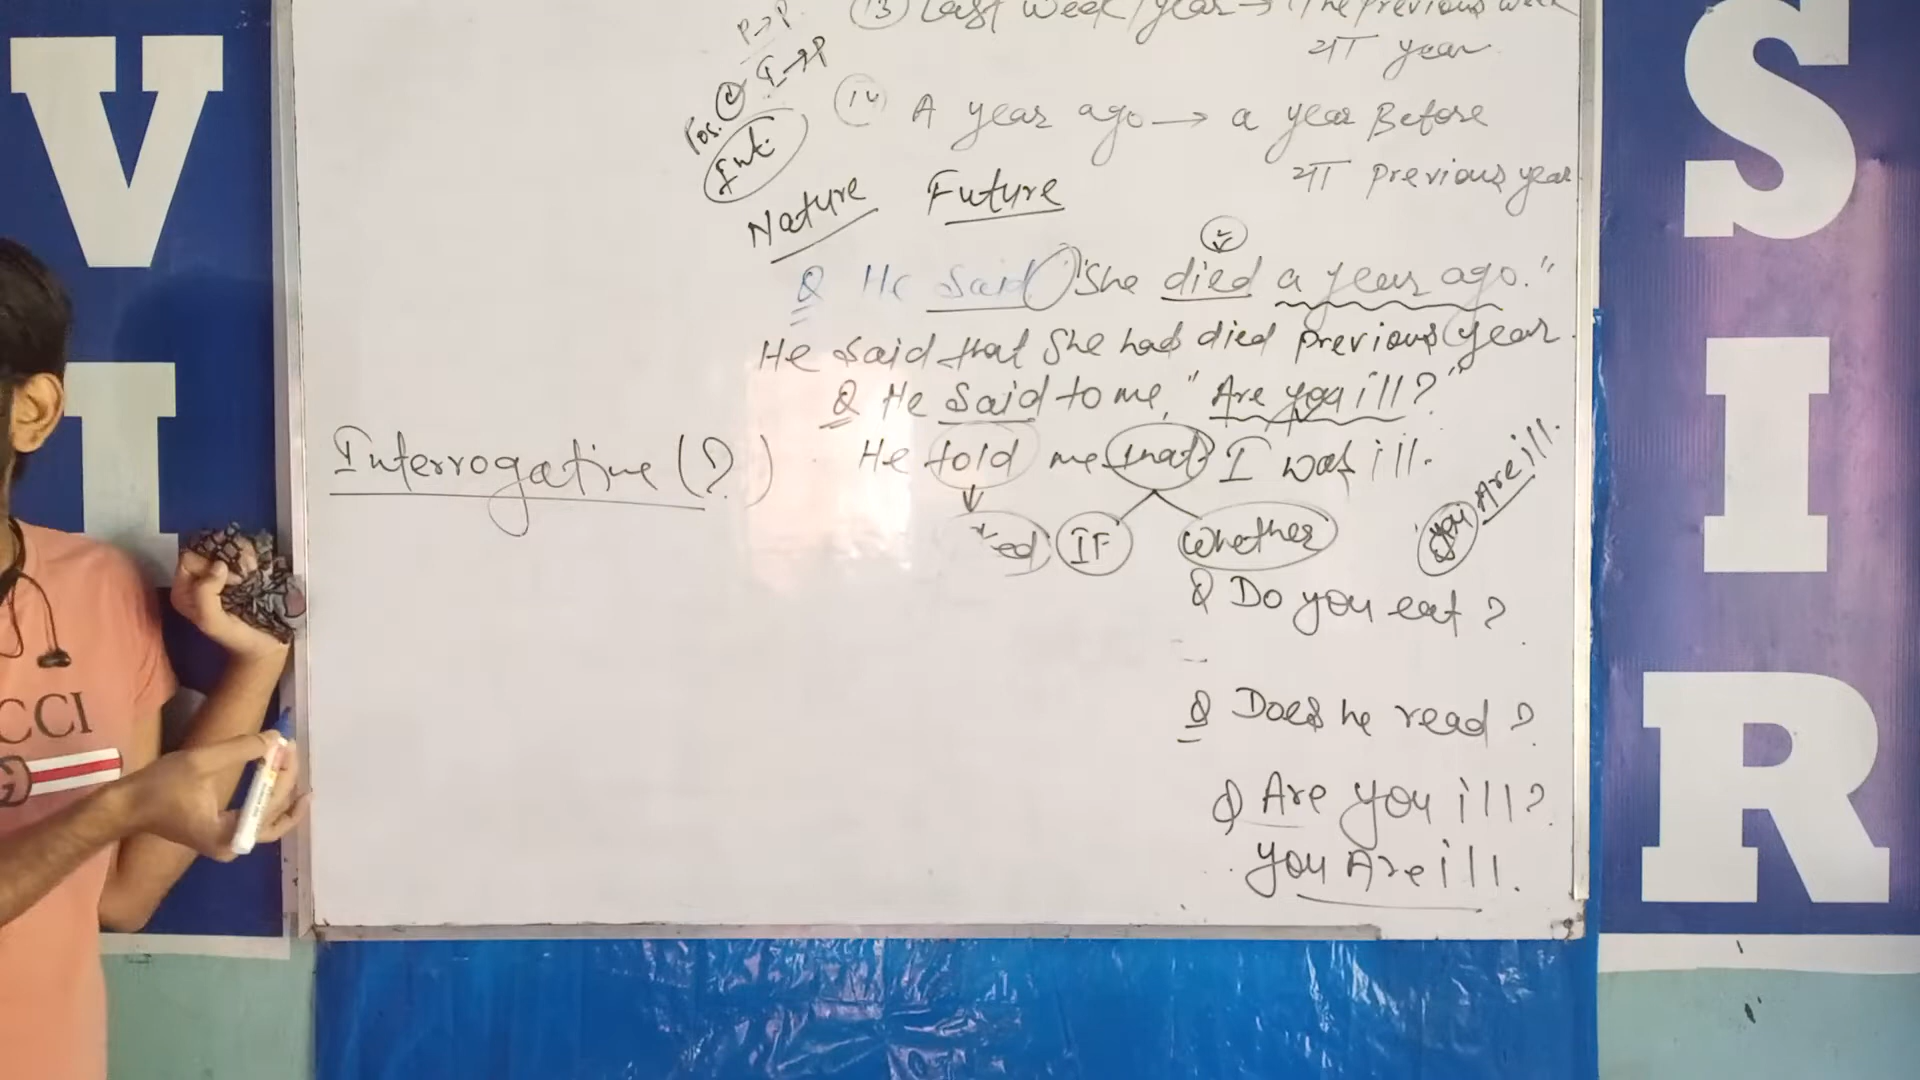 V
I
S
I
R
CCI
(13) Last week/year → The previous week
या year
P→P
I→P
Pos.
Int.
(14) A year ago → a year Before
या Previous year
Nature Future
Q He Said "She died a year ago."
He Said that She had died Previous year.
Q He Said to me, "Are you ill?"
Interrogative (?) He told me that I was ill.
you Are ill.
IF Whether
Q Do you eat ?
Q Does he read ?
Q Are you ill?
you Are ill.